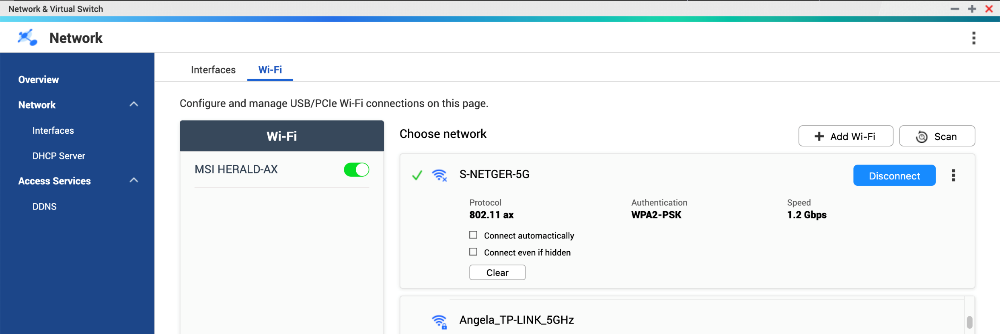 Network & Virtual Switch
Network
Overview
Network
Interfaces
DHCP Server
Access Services
DDNS
Interfaces Wi-Fi
Configure and manage USB/PCIe Wi-Fi connections on this page.
Wi-Fi
MSI HERALD-AX
Choose network
Add Wi-Fi Scan
S-NETGER-5G
Disconnect
Protocol Authentication Speed
802.11 ax WPA2-PSK 1.2 Gbps
Connect automactically
Connect even if hidden
Clear
Angela_TP-LINK_5GHz